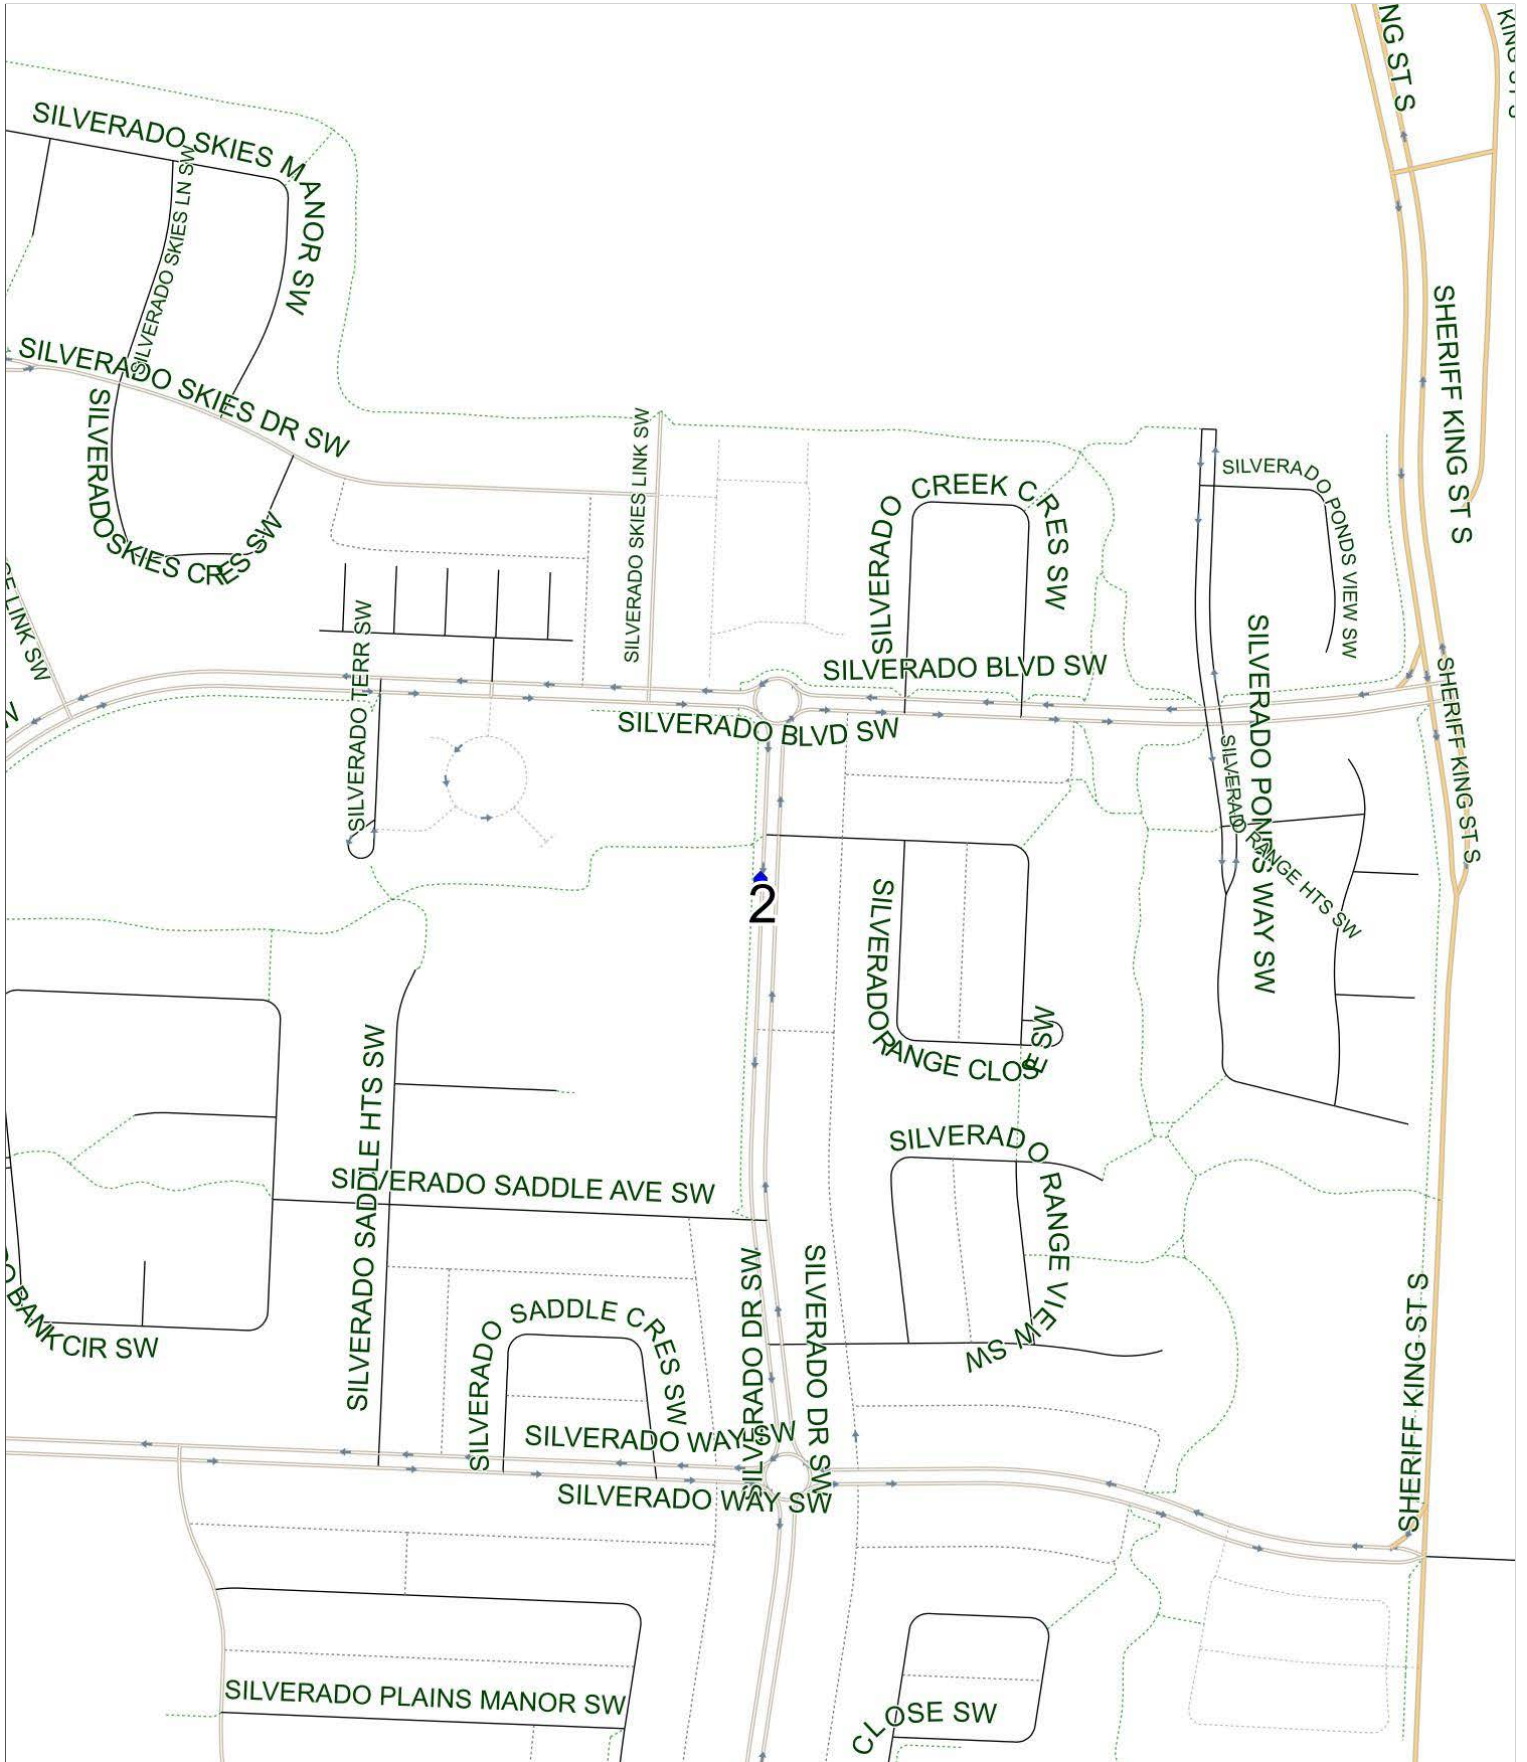 NG ST S
KING ST S
SILVERADO SKIES MANOR SW
SILVERADO SKIES LN SW
SHERIFF KING ST S
SILVERADO SKIES DR SW
SILVERADO SKIES CRES SW
SILVERADO SKIES LINK SW
SILVERADO CREEK CRES SW
SILVERADO PONDS VIEW SW
LINK SW
W
SILVERADO TERR SW
SILVERADO BLVD SW
SILVERADO BLVD SW
SILVERADO PONDS WAY SW
SHERIFF KING ST S
SILVERADO RANGE HTS SW
2
SILVERADO RANGE CLOSE SW
SILVERADO SADDLE HTS SW
SILVERADO SADDLE AVE SW
SILVERADO RANGE VIEW SW
SILVERADO DR SW
SILVERADO DR SW
O BANK CIR SW
SILVERADO SADDLE CRES SW
SHERIFF KING ST S
SILVERADO WAY SW
SILVERADO WAY SW
SILVERADO PLAINS MANOR SW
CLOSE SW